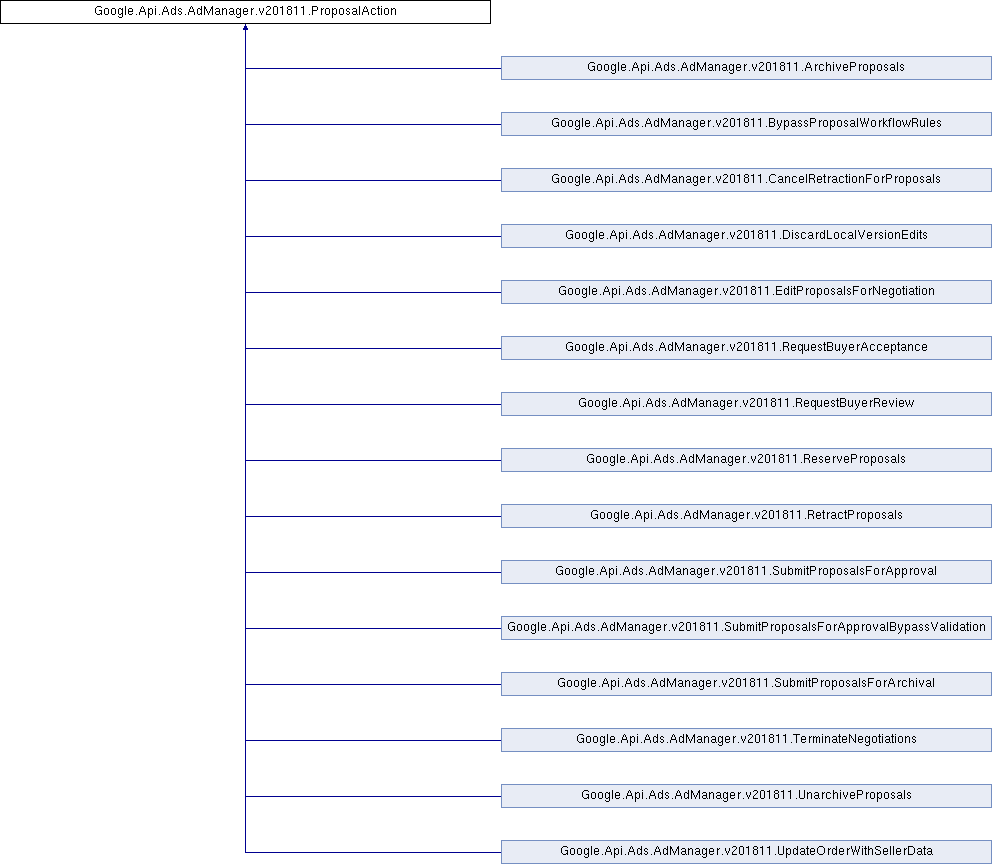 Google.Api.Ads.AdManager.v201811.ProposalAction
Google.Api.Ads.AdManager.v201811.ArchiveProposals
Google.Api.Ads.AdManager.v201811.BypassProposalWorkflowRules
Google.Api.Ads.AdManager.v201811.CancelRetractionForProposals
Google.Api.Ads.AdManager.v201811.DiscardLocalVersionEdits
Google.Api.Ads.AdManager.v201811.EditProposalsForNegotiation
Google.Api.Ads.AdManager.v201811.RequestBuyerAcceptance
Google.Api.Ads.AdManager.v201811.RequestBuyerReview
Google.Api.Ads.AdManager.v201811.ReserveProposals
Google.Api.Ads.AdManager.v201811.RetractProposals
Google.Api.Ads.AdManager.v201811.SubmitProposalsForApproval
Google.Api.Ads.AdManager.v201811.SubmitProposalsForApprovalBypassValidation
Google.Api.Ads.AdManager.v201811.SubmitProposalsForArchival
Google.Api.Ads.AdManager.v201811.TerminateNegotiations
Google.Api.Ads.AdManager.v201811.UnarchiveProposals
Google.Api.Ads.AdManager.v201811.UpdateOrderWithSellerData